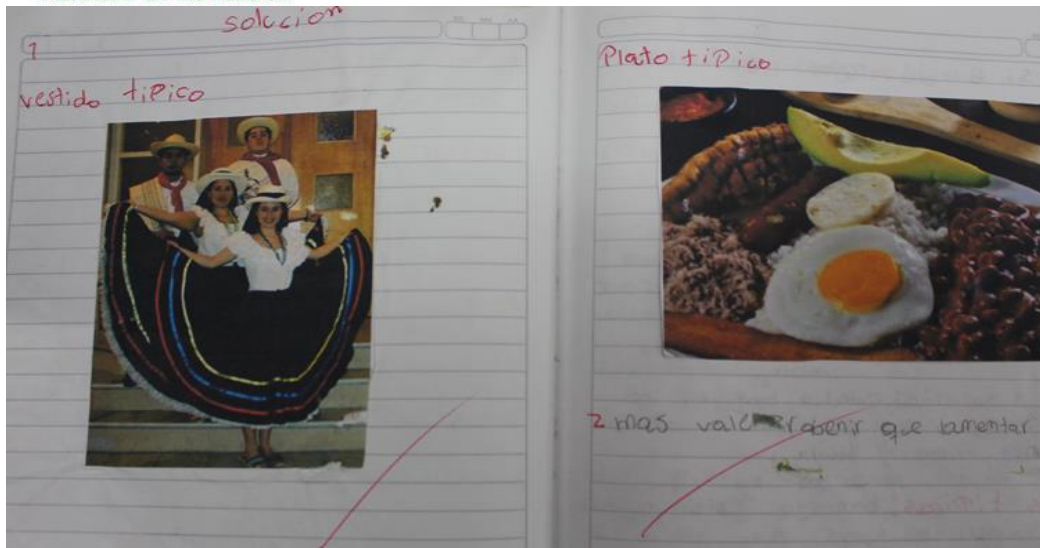 solucion
1
vestido tipico
Plato tipico
2 mas vale que lamentar